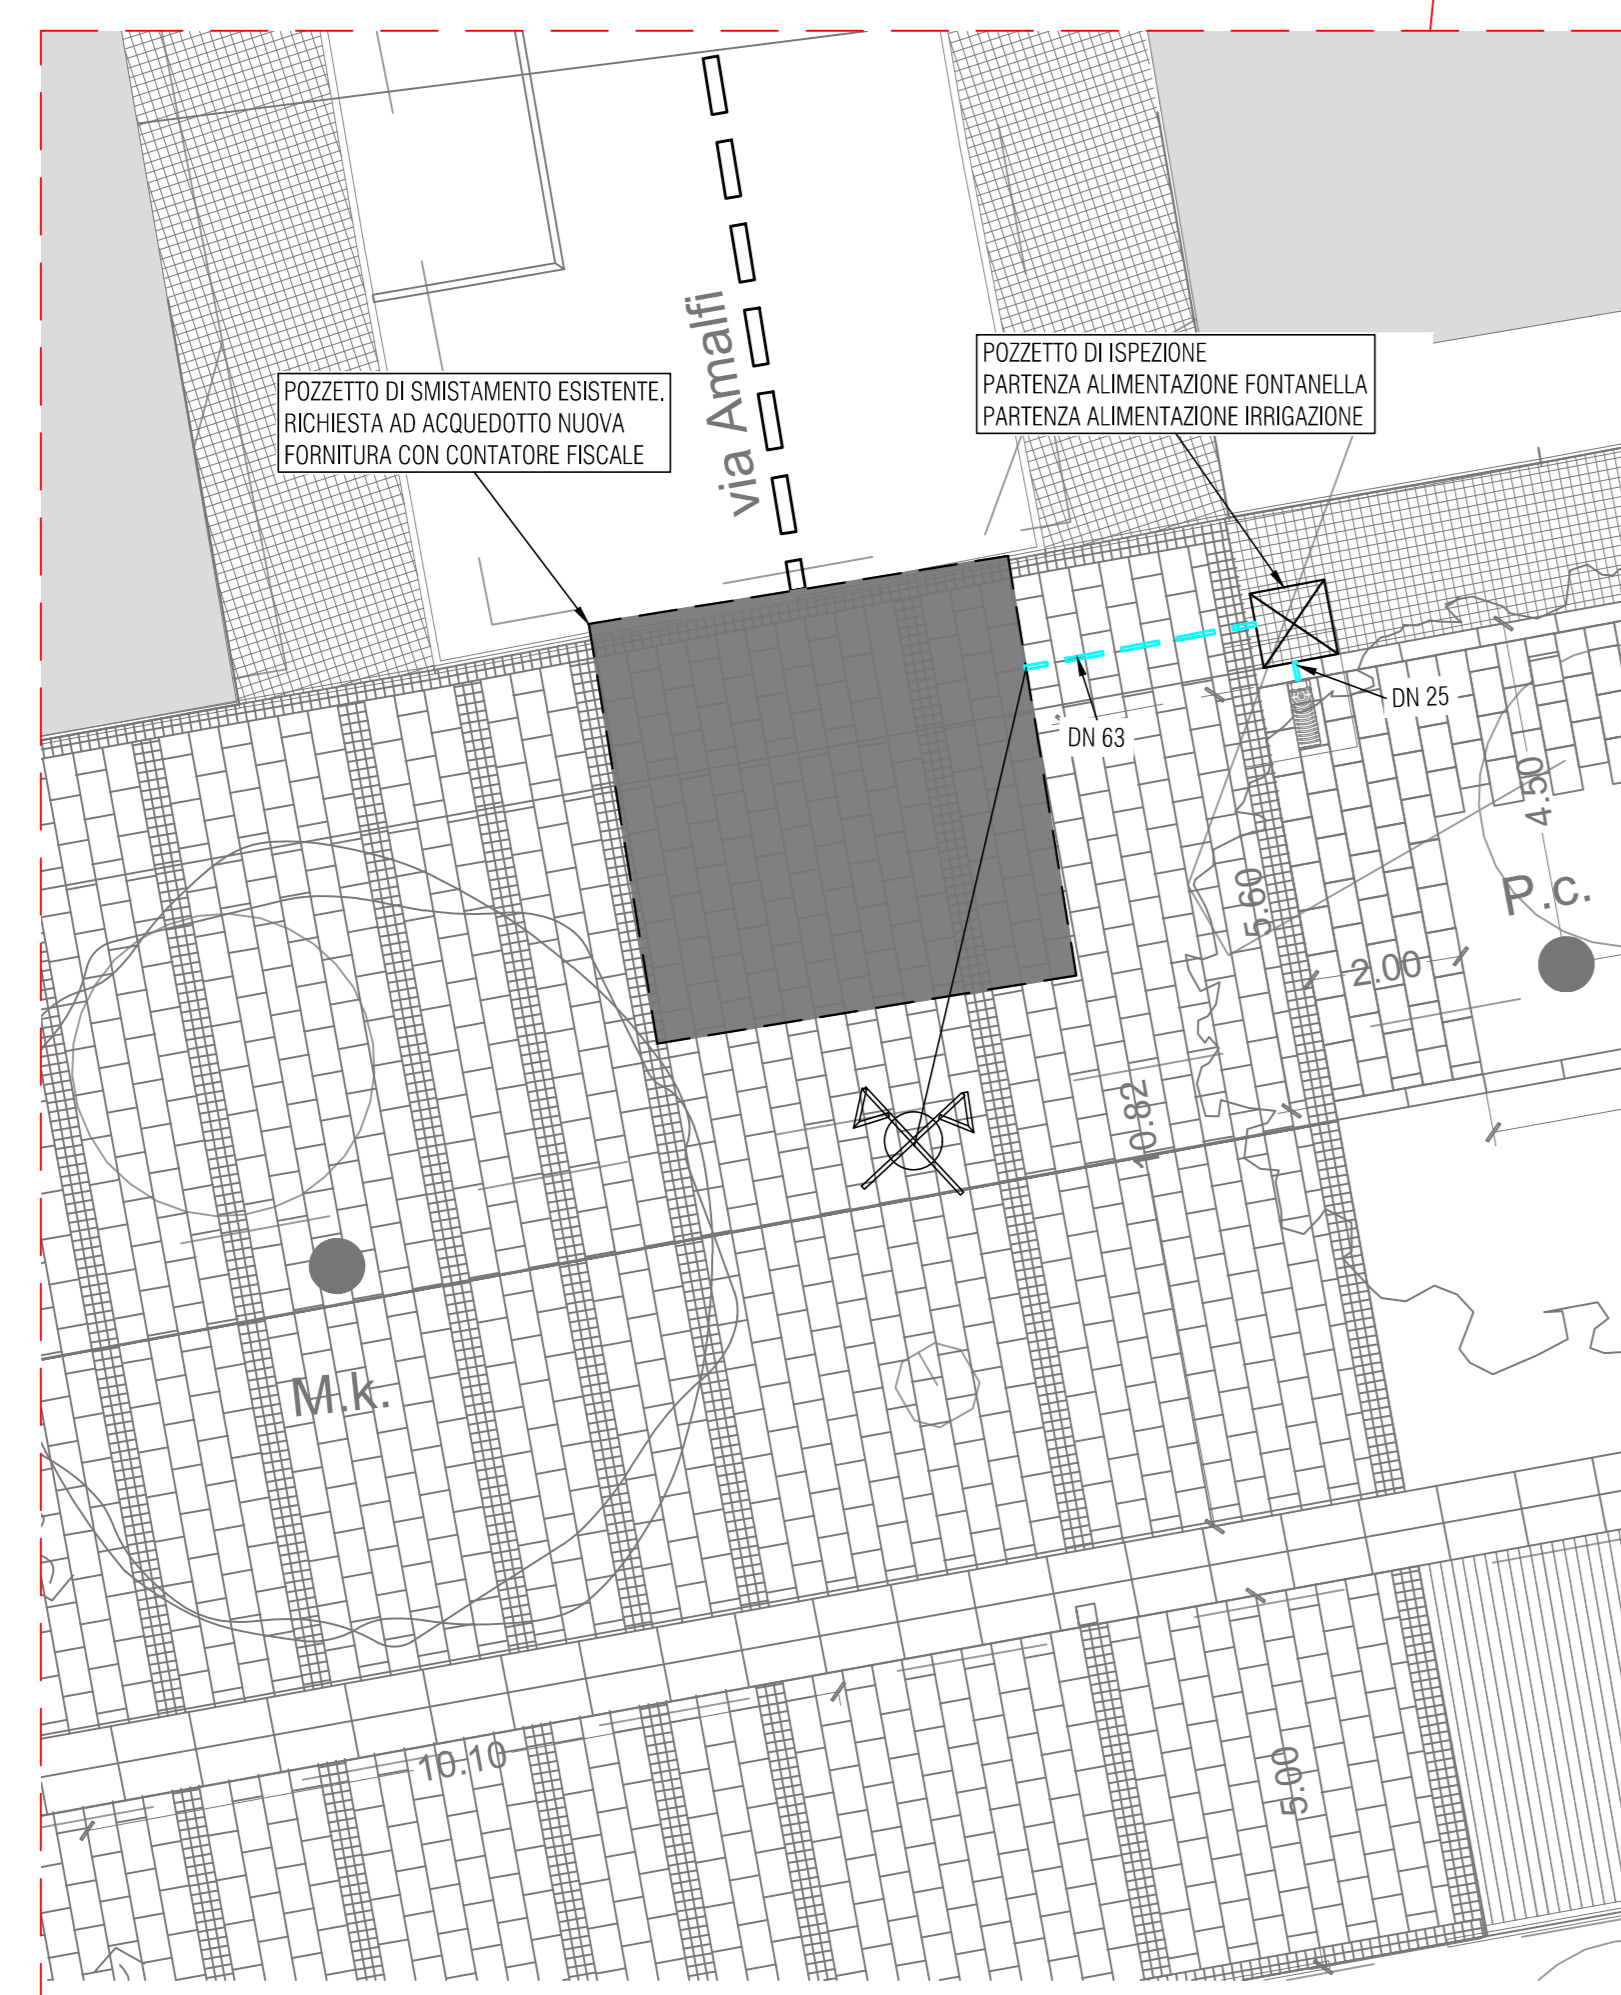 via Amalfi
POZZETTO DI ISPEZIONE
PARTENZA ALIMENTAZIONE FONTANELLA
PARTENZA ALIMENTAZIONE IRRIGAZIONE
POZZETTO DI SMISTAMENTO ESISTENTE.
RICHIESTA AD ACQUEDOTTO NUOVA
FORNITURA CON CONTATORE FISCALE
DN 25
DN 63
4.50
P.c.
5.60
2.00
10.82
M.k.
10.10
5.00